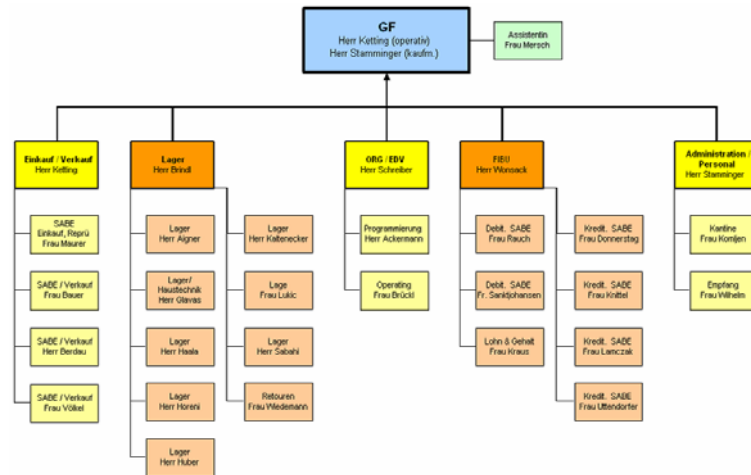 GF
Herr Ketting (operativ)
Herr Stamminger (kaufm.)
Assistentin
Frau Mersch
Einkauf / Verkauf
Herr Ketting
Lager
Herr Brindl
ORG / EDV
Herr Schreiber
FIBU
Herr Wonsack
Administration /
Personal
Herr Stamminger
SABE
Einkauf, Reprü
Frau Maurer
SABE / Verkauf
Frau Bauer
SABE / Verkauf
Herr Berdau
SABE / Verkauf
Frau Völkel
Lager
Herr Aigner
Lager/
Haustechnik
Herr Glavas
Lager
Herr Haala
Lager
Herr Horeni
Lager
Herr Huber
Lager
Herr Kaltenecker
Lage
Frau Lukic
Lager
Herr Sabahi
Retouren
Frau Wiedemann
Programmierung
Herr Ackermann
Operating
Frau Brückl
Debit. SABE
Frau Rauch
Debit. SABE
Fr. Sanktjohansen
Lohn & Gehalt
Frau Kraus
Kredit. SABE
Frau Donnerstag
Kredit. SABE
Frau Knittel
Kredit. SABE
Frau Lamczak
Kredit. SABE
Frau Uttendorfer
Kantine
Frau Komljen
Empfang
Frau Wilhelm